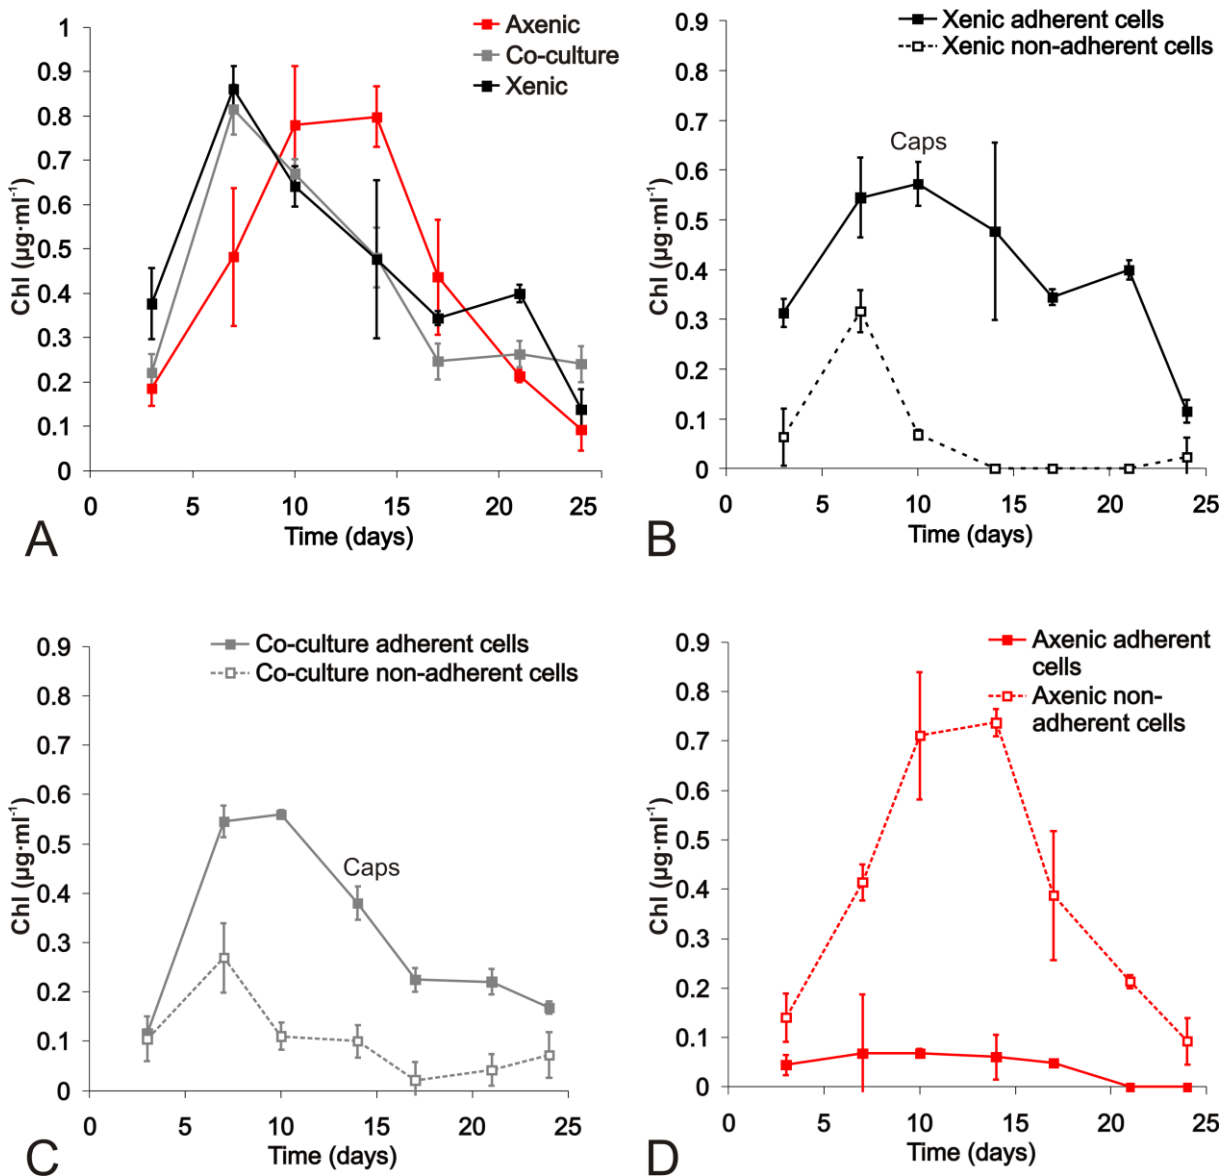 Axenic
Co-culture
Xenic
1
0.9
0.8
0.7
0.6
0.5
0.4
0.3
0.2
0.1
0
Chl (µg·ml⁻¹)
0 5 10 15 20 25
Time (days)
A
Xenic adherent cells
Xenic non-adherent cells
0.9
0.8
0.7
0.6
0.5
0.4
0.3
0.2
0.1
0
Chl (µg·ml⁻¹)
Caps
0 5 10 15 20 25
Time (days)
B
Co-culture adherent cells
Co-culture non-adherent cells
0.9
0.8
0.7
0.6
0.5
0.4
0.3
0.2
0.1
0
Chl (µg·ml⁻¹)
Caps
0 5 10 15 20 25
Time (days)
C
Axenic adherent
cells
Axenic non-
adherent cells
0.9
0.8
0.7
0.6
0.5
0.4
0.3
0.2
0.1
0
Chl (µg·ml⁻¹)
0 5 10 15 20 25
Time (days)
D